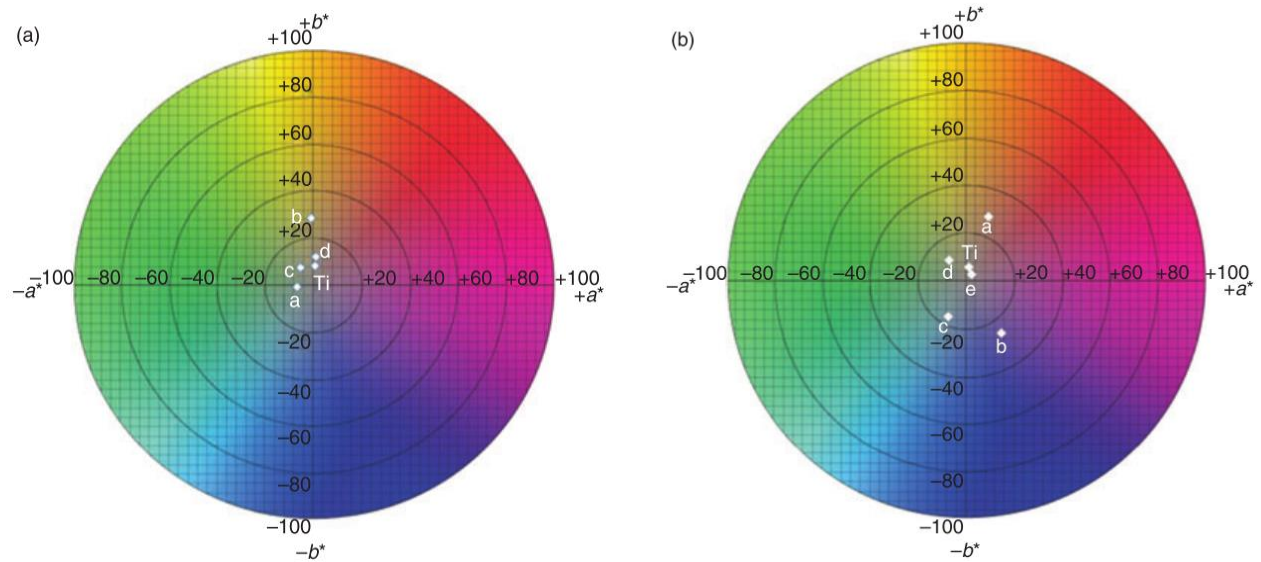 (a)
+b*
+100
+80
+60
+40
b
+20
d
c
–100 –80 –60 –40 –20 Ti +20 +40 +60 +80 +100
–a* +a*
a
–20
–40
–60
–80
–100
–b*
(b)
+b*
+100
+80
+60
+40
+20
a
Ti
d
–100 –80 –60 –40 –20 +20 +40 +60 +80 +100
–a* +a*
e
c
–20
b
–40
–60
–80
–100
–b*